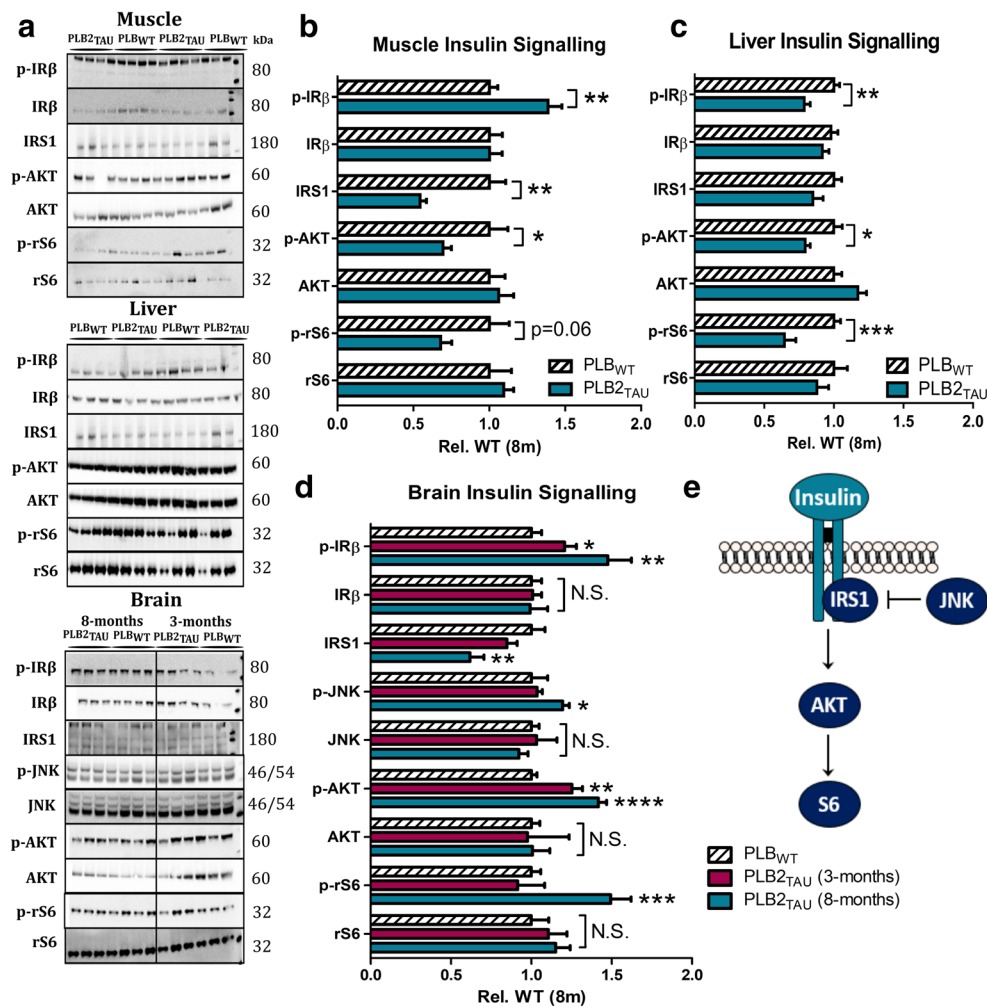 a
Muscle
PLB2TAU PLBWT PLB2TAU PLBWT kDa
p-IRβ 80
IRβ 80
IRS1 180
p-AKT 60
AKT 60
p-rS6 32
rS6 32
Liver
PLBWT PLB2TAU PLBWT PLB2TAU
p-IRβ 80
IRβ 80
IRS1 180
p-AKT 60
AKT 60
p-rS6 32
rS6 32
Brain
8-months 3-months
PLB2TAU PLBWT PLB2TAU PLBWT
p-IRβ 80
IRβ 80
IRS1 180
p-JNK 46/54
JNK 46/54
p-AKT 60
AKT 60
p-rS6 32
rS6 32
b
Muscle Insulin Signalling
p-IRβ **
IRβ
IRS1 **
p-AKT *
AKT
p-rS6 p=0.06
rS6
PLBWT
PLB2TAU
0.0 0.5 1.0 1.5 2.0
Rel. WT (8m)
c
Liver Insulin Signalling
p-IRβ **
IRβ
IRS1
p-AKT *
AKT
p-rS6 ***
rS6
PLBWT
PLB2TAU
0.0 0.5 1.0 1.5 2.0
Rel. WT (8m)
d
Brain Insulin Signalling
p-IRβ * **
IRβ N.S.
IRS1 **
p-JNK *
JNK N.S.
p-AKT ** ****
AKT N.S.
p-rS6 ***
rS6 N.S.
0.0 0.5 1.0 1.5 2.0
Rel. WT (8m)
e
Insulin
IRS1 JNK
AKT
S6
PLBWT
PLB2TAU (3-months)
PLB2TAU (8-months)